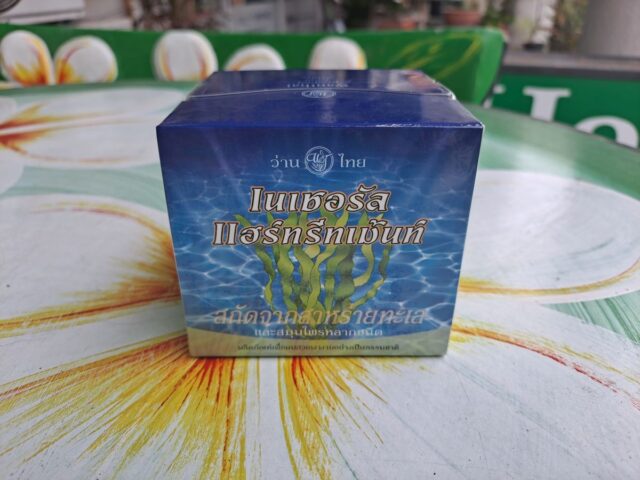 ว่าน ไทย
เนเชอรัล
แฮร์ทรีทเม้นท์
สกัดจากสาหร่ายทะเล
และสมุนไพรหลากชนิด